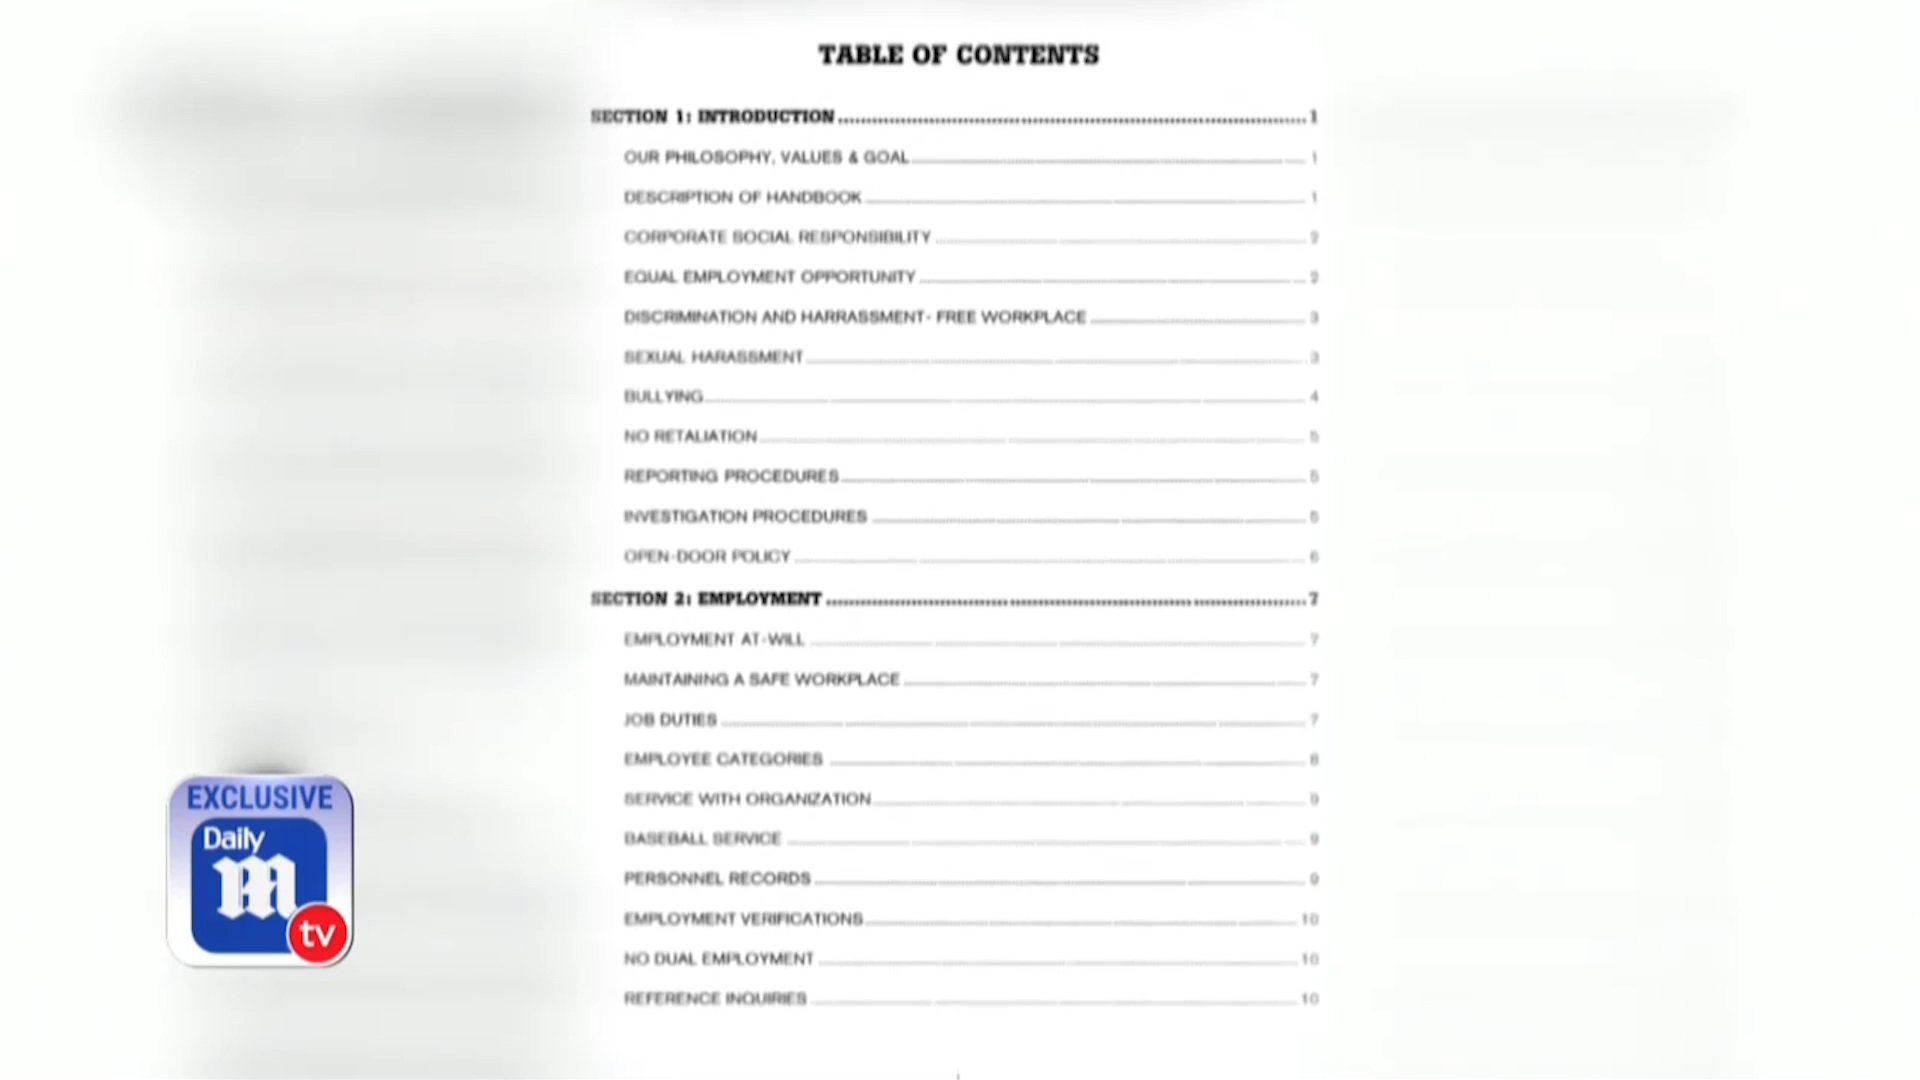 TABLE OF CONTENTS
SECTION 1: INTRODUCTION 1
OUR PHILOSOPHY, VALUES & GOAL 1
DESCRIPTION OF HANDBOOK 1
CORPORATE SOCIAL RESPONSIBILITY 2
EQUAL EMPLOYMENT OPPORTUNITY 2
DISCRIMINATION AND HARRASSMENT- FREE WORKPLACE 3
SEXUAL HARASSMENT 3
BULLYING 4
NO RETALIATION 5
REPORTING PROCEDURES 5
INVESTIGATION PROCEDURES 5
OPEN-DOOR POLICY 6
SECTION 2: EMPLOYMENT 7
EMPLOYMENT AT-WILL 7
MAINTAINING A SAFE WORKPLACE 7
JOB DUTIES 7
EMPLOYEE CATEGORIES 8
SERVICE WITH ORGANIZATION 9
BASEBALL SERVICE 9
PERSONNEL RECORDS 9
EMPLOYMENT VERIFICATIONS 10
NO DUAL EMPLOYMENT 10
REFERENCE INQUIRIES 10
EXCLUSIVE
Daily
M
tv